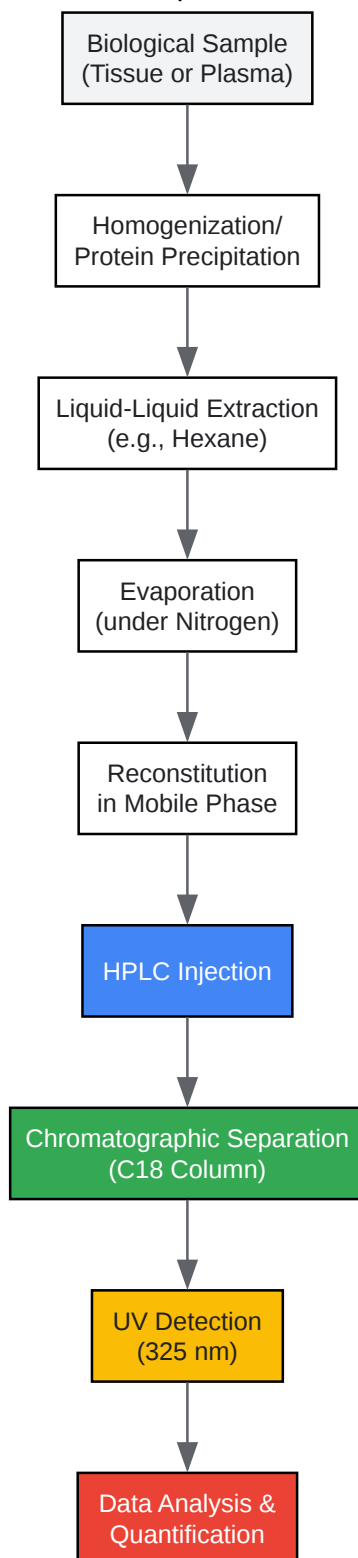 Biological Sample
(Tissue or Plasma)
Homogenization/
Protein Precipitation
Liquid-Liquid Extraction
(e.g., Hexane)
Evaporation
(under Nitrogen)
Reconstitution
in Mobile Phase
HPLC Injection
Chromatographic Separation
(C18 Column)
UV Detection
(325 nm)
Data Analysis &
Quantification